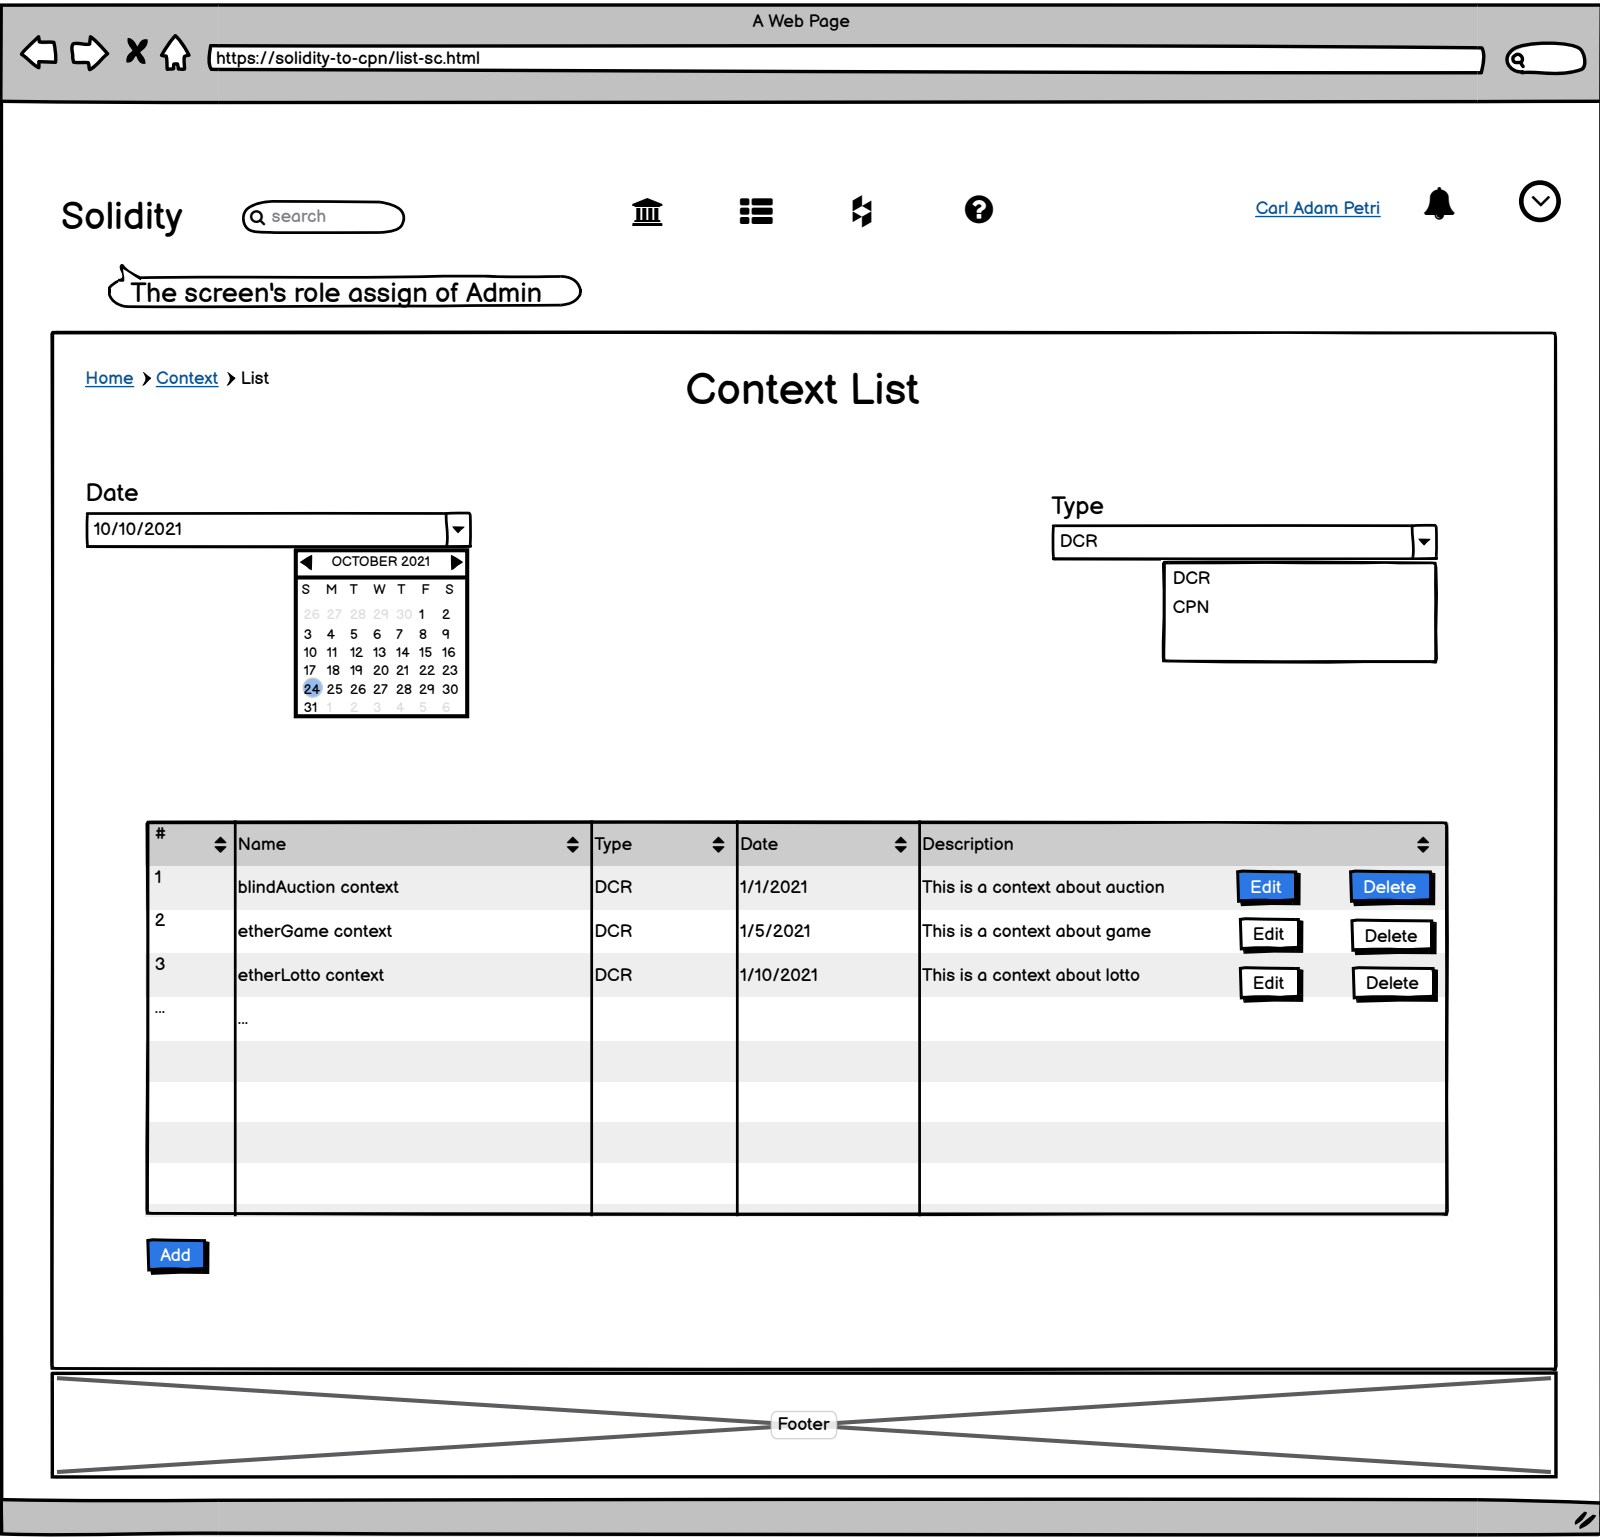 A Web Page
https://solidity-to-cpn/list-sc.html
Solidity
search
Carl Adam Petri
The screen's role assign of Admin
Home Context List
Context List
Date
10/10/2021
Type
DCR
DCR
CPN
OCTOBER 2021
S M T W T F S
26 27 28 29 30 1 2
3 4 5 6 7 8 9
10 11 12 13 14 15 16
17 18 19 20 21 22 23
24 25 26 27 28 29 30
31 1 2 3 4 5 6
# Name Type Date Description
1 blindAuction context DCR 1/1/2021 This is a context about auction Edit Delete
2 etherGame context DCR 1/5/2021 This is a context about game Edit Delete
3 etherLotto context DCR 1/10/2021 This is a context about lotto Edit Delete
... ...
Add
Footer